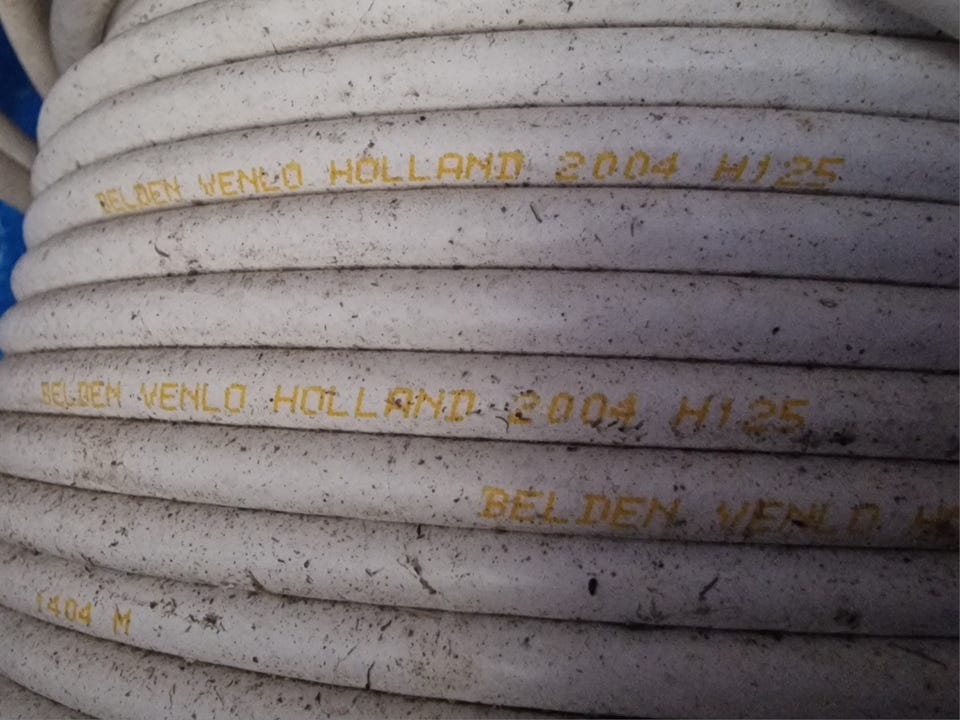 BELDEN VENLO HOLLAND 2004 H125
BELDEN VENLO HOLLAND 2004 H125
BELDEN VENLO
1404 M